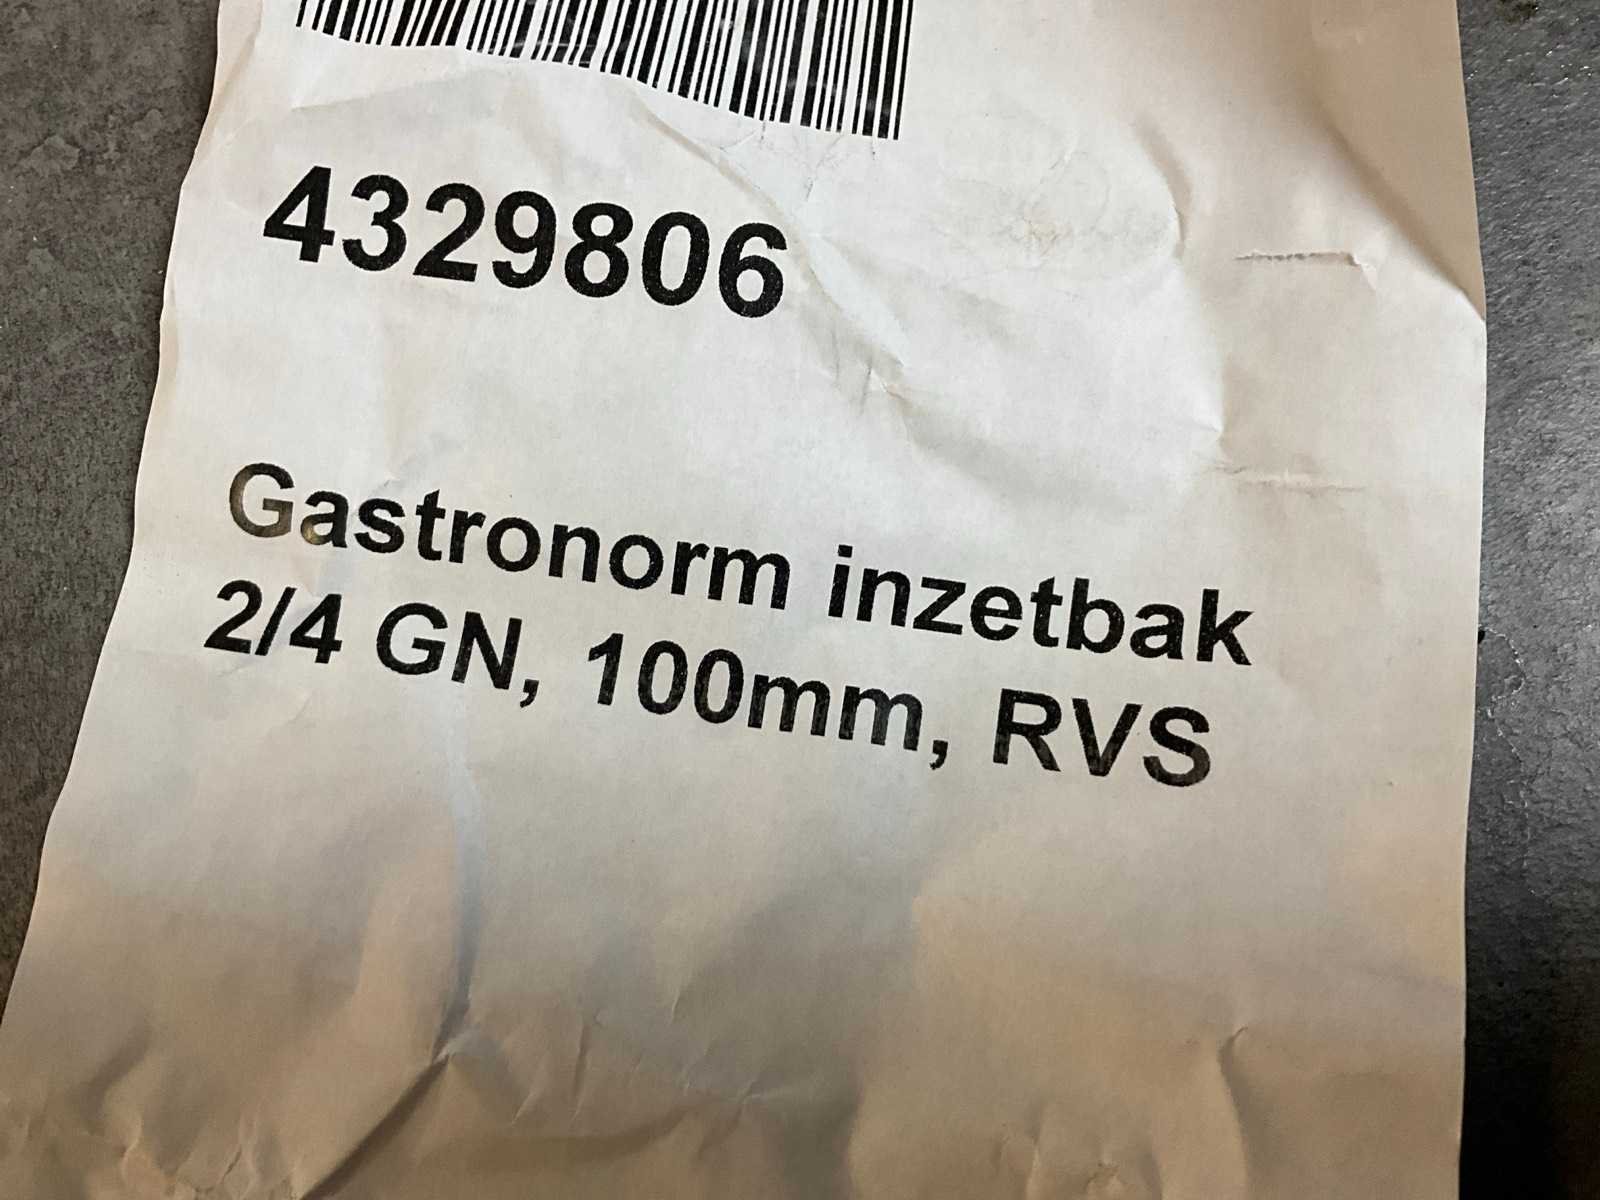 4329806
Gastronorm inzetbak
2/4 GN, 100mm, RVS